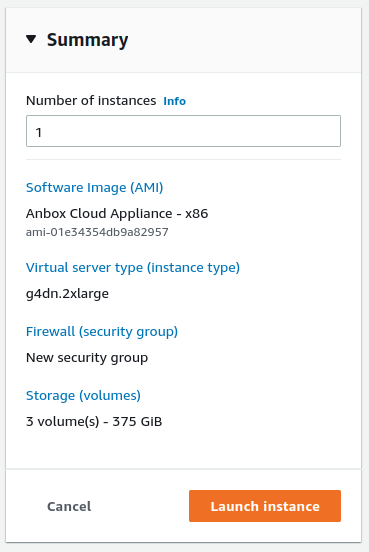 Summary
Number of instances Info
1
Software Image (AMI)
Anbox Cloud Appliance - x86
ami-01e34354db9a82957
Virtual server type (instance type)
g4dn.2xlarge
Firewall (security group)
New security group
Storage (volumes)
3 volume(s) - 375 GiB
Cancel Launch instance